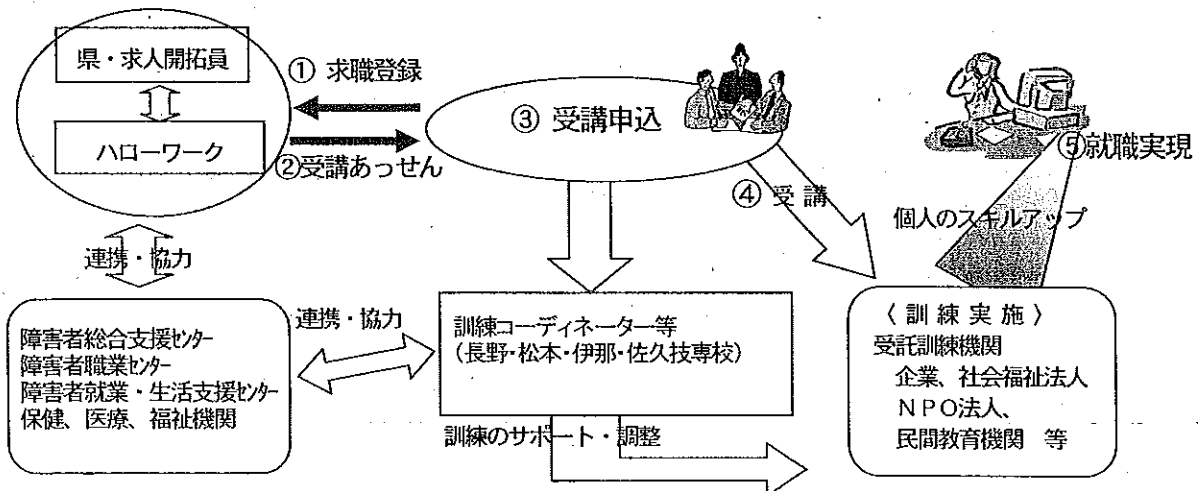 県・求人開拓員
ハローワーク
① 求職登録
②受講あっせん
③ 受講申込
④ 受 講
⑤就職実現
個人のスキルアップ
連携・協力
障害者総合支援ｾﾝﾀｰ
障害者職業ｾﾝﾀｰ
障害者就業・生活支援ｾﾝﾀｰ
保健、医療、福祉機関
連携・協力
訓練コーディネーター等
（長野・松本・伊那・佐久技専校）
訓練のサポート・調整
〈 訓 練 実 施 〉
受託訓練機関
企業、社会福祉法人
ＮＰＯ法人、
民間教育機関　等